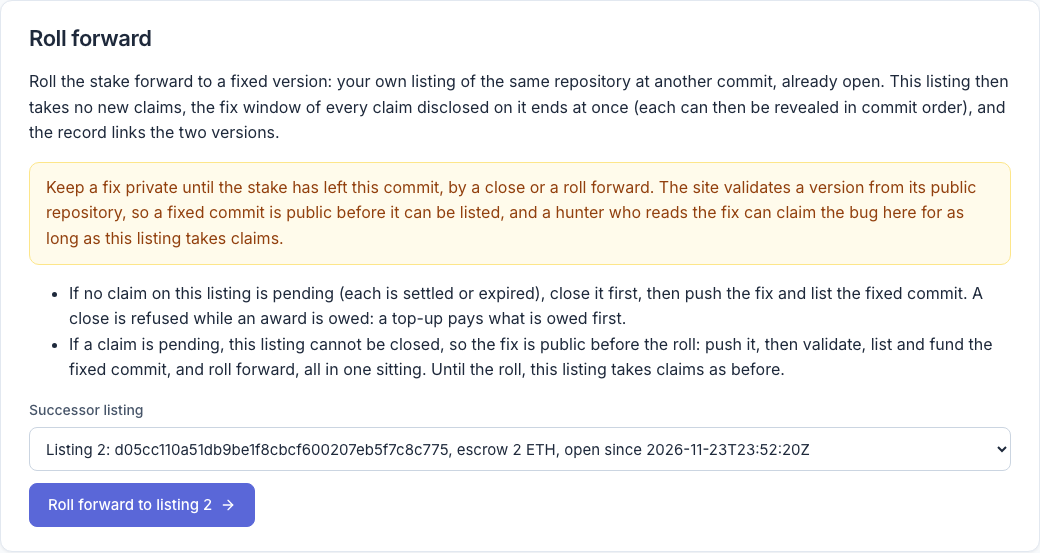 Roll forward
Roll the stake forward to a fixed version: your own listing of the same repository at another commit, already open. This listing then
takes no new claims, the fix window of every claim disclosed on it ends at once (each can then be revealed in commit order), and
the record links the two versions.
Keep a fix private until the stake has left this commit, by a close or a roll forward. The site validates a version from its public
repository, so a fixed commit is public before it can be listed, and a hunter who reads the fix can claim the bug here for as
long as this listing takes claims.
• If no claim on this listing is pending (each is settled or expired), close it first, then push the fix and list the fixed commit. A
close is refused while an award is owed: a top-up pays what is owed first.
• If a claim is pending, this listing cannot be closed, so the fix is public before the roll: push it, then validate, list and fund the
fixed commit, and roll forward, all in one sitting. Until the roll, this listing takes claims as before.
Successor listing
Listing 2: d05cc110a51db9be1f8cbcf600207eb5f7c8c775, escrow 2 ETH, open since 2026-11-23T23:52:20Z
Roll forward to listing 2 →